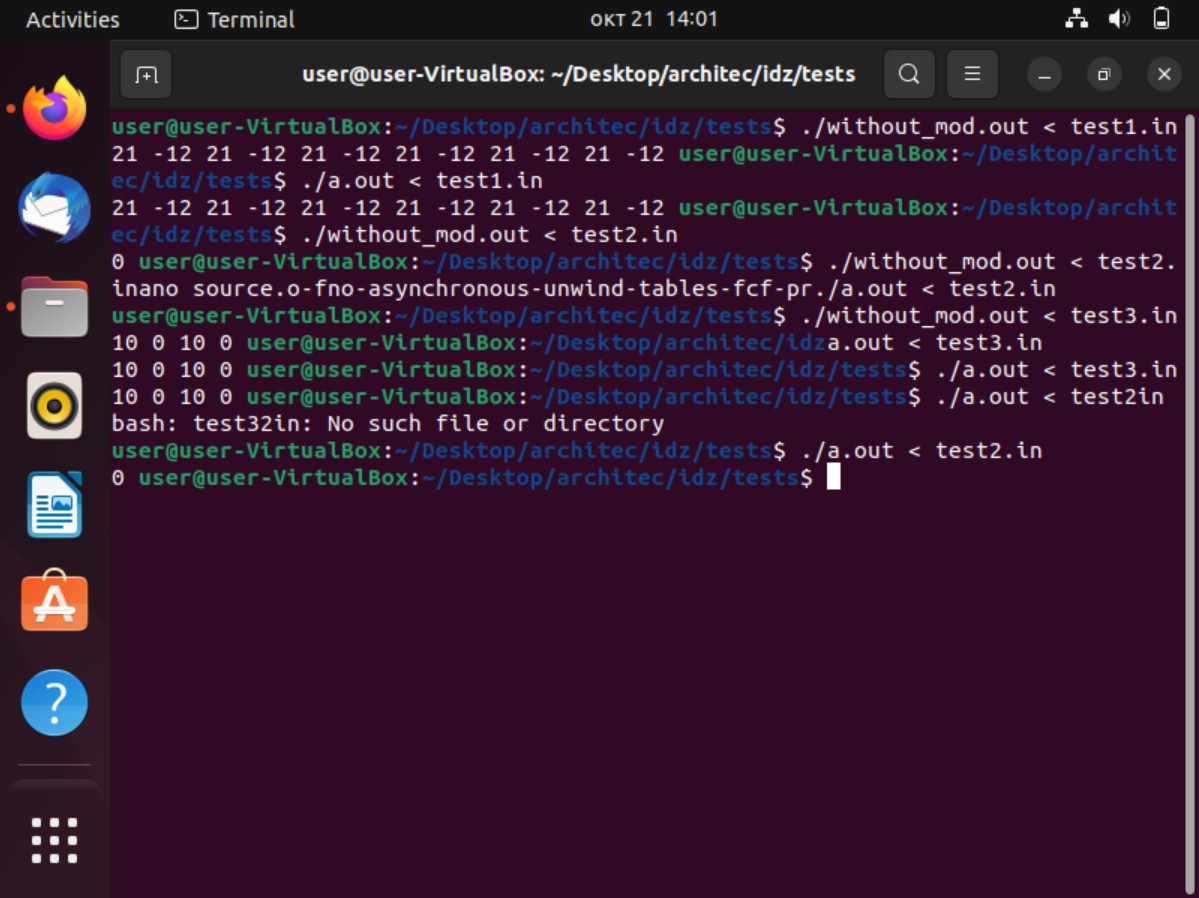 Activities Terminal окт 21 14:01
user@user-VirtualBox: ~/Desktop/architec/idz/tests
user@user-VirtualBox:~/Desktop/architec/idz/tests$ ./without_mod.out < test1.in
21 -12 21 -12 21 -12 21 -12 21 -12 21 -12 user@user-VirtualBox:~/Desktop/archit
ec/idz/tests$ ./a.out < test1.in
21 -12 21 -12 21 -12 21 -12 21 -12 21 -12 user@user-VirtualBox:~/Desktop/archit
ec/idz/tests$ ./without_mod.out < test2.in
0 user@user-VirtualBox:~/Desktop/architec/idz/tests$ ./without_mod.out < test2.
inano source.o-fno-asynchronous-unwind-tables-fcf-pr./a.out < test2.in
user@user-VirtualBox:~/Desktop/architec/idz/tests$ ./without_mod.out < test3.in
10 0 10 0 user@user-VirtualBox:~/Desktop/architec/idza.out < test3.in
10 0 10 0 user@user-VirtualBox:~/Desktop/architec/idz/tests$ ./a.out < test3.in
10 0 10 0 user@user-VirtualBox:~/Desktop/architec/idz/tests$ ./a.out < test2in
bash: test32in: No such file or directory
user@user-VirtualBox:~/Desktop/architec/idz/tests$ ./a.out < test2.in
0 user@user-VirtualBox:~/Desktop/architec/idz/tests$